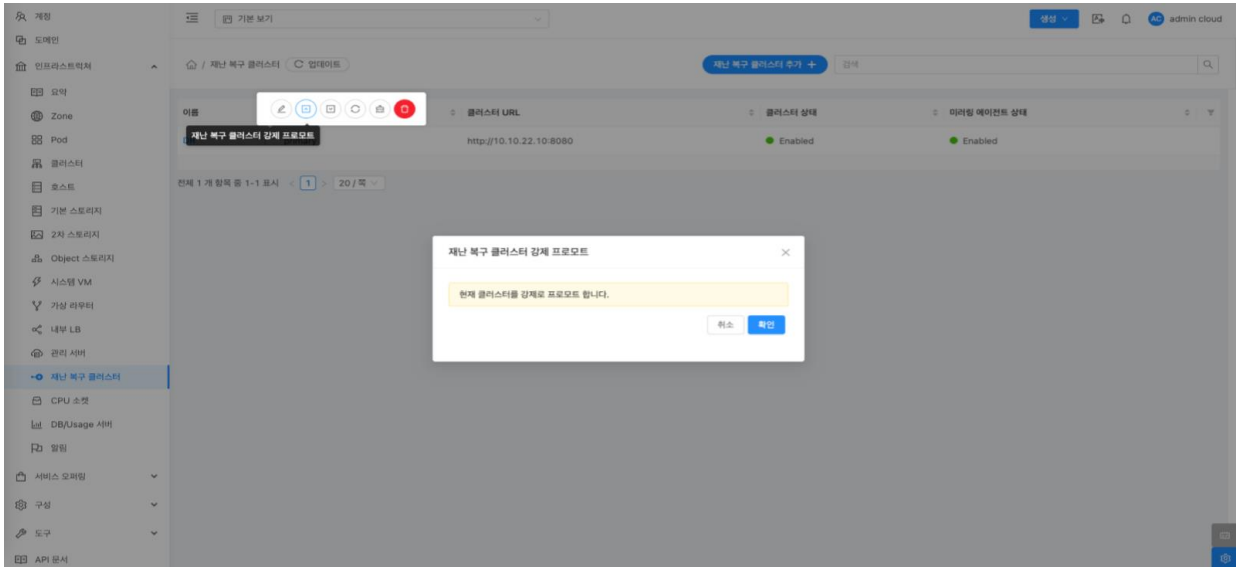 계정
도메인
인프라스트럭쳐
요약
Zone
Pod
클러스터
호스트
기본 스토리지
2차 스토리지
Object 스토리지
시스템 VM
가상 라우터
내부 LB
관리 서버
재난 복구 클러스터
CPU 소켓
DB/Usage 서버
알림
서비스 오퍼링
구성
도구
API 문서
기본 보기
생성
AC admin cloud
/ 재난 복구 클러스터 업데이트
재난 복구 클러스터 추가 +
검색
이름 클러스터 URL 클러스터 상태 미러링 에이전트 상태
재난 복구 클러스터 강제 프로모트
http://10.10.22.10:8080 Enabled Enabled
전체 1 개 항목 중 1-1 표시 < 1 > 20 / 쪽
재난 복구 클러스터 강제 프로모트
현재 클러스터를 강제로 프로모트 합니다.
취소 확인